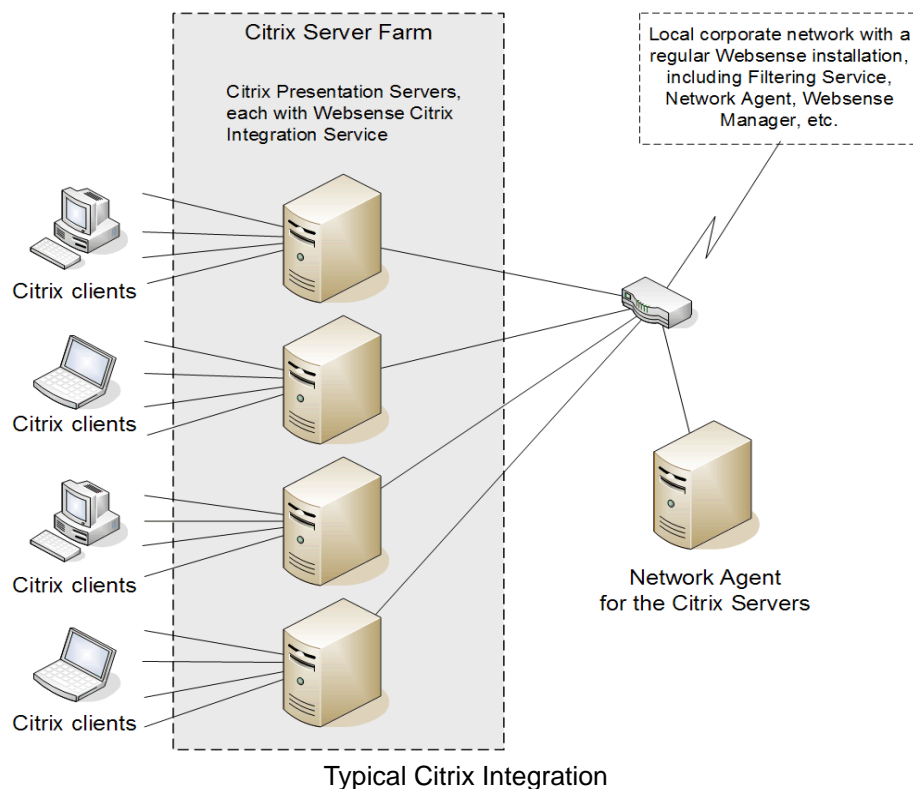 Citrix Server Farm
Citrix Presentation Servers,
each with Websense Citrix
Integration Service
Local corporate network with a
regular Websense installation,
including Filtering Service,
Network Agent, Websense
Manager, etc.
Citrix clients
Citrix clients
Citrix clients
Citrix clients
Network Agent
for the Citrix Servers
Typical Citrix Integration